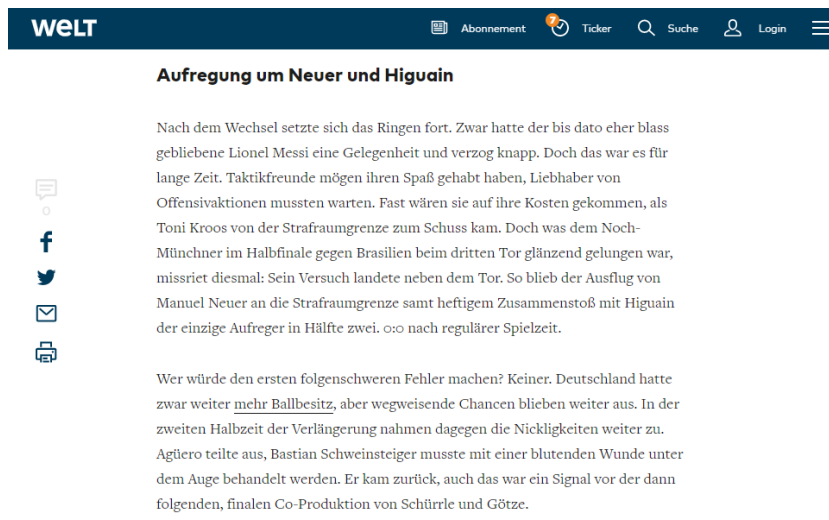 WELT
Abonnement
7
Ticker
Suche
Login
Aufregung um Neuer und Higuain
Nach dem Wechsel setzte sich das Ringen fort. Zwar hatte der bis dato eher blass
gebliebene Lionel Messi eine Gelegenheit und verzog knapp. Doch das war es für
lange Zeit. Taktikfreunde mögen ihren Spaß gehabt haben, Liebhaber von
Offensivaktionen mussten warten. Fast wären sie auf ihre Kosten gekommen, als
Toni Kroos von der Strafraumgrenze zum Schuss kam. Doch was dem Noch-
Münchner im Halbfinale gegen Brasilien beim dritten Tor glänzend gelungen war,
missriet diesmal: Sein Versuch landete neben dem Tor. So blieb der Ausflug von
Manuel Neuer an die Strafraumgrenze samt heftigem Zusammenstoß mit Higuain
der einzige Aufreger in Hälfte zwei. 0:0 nach regulärer Spielzeit.
0
Wer würde den ersten folgenschweren Fehler machen? Keiner. Deutschland hatte
zwar weiter mehr Ballbesitz, aber wegweisende Chancen blieben weiter aus. In der
zweiten Halbzeit der Verlängerung nahmen dagegen die Nickligkeiten weiter zu.
Agüero teilte aus, Bastian Schweinsteiger musste mit einer blutenden Wunde unter
dem Auge behandelt werden. Er kam zurück, auch das war ein Signal vor der dann
folgenden, finalen Co-Produktion von Schürrle und Götze.